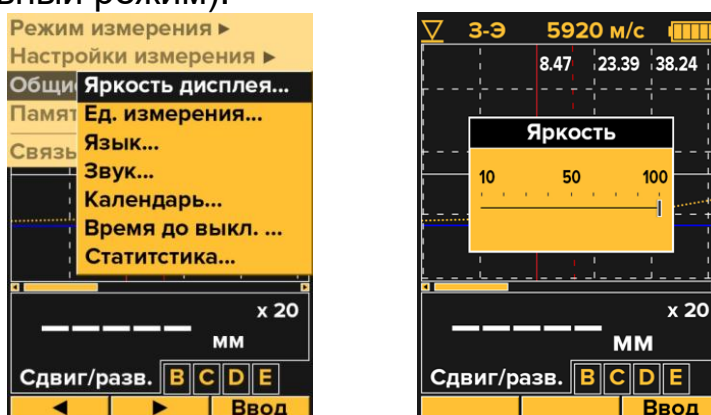 льный режим).
Режим измерения ►
Настройки измерения ►
Общи
Яркость дисплея...
Памят
Ед. измерения...
Связь
Язык...
Звук...
Календарь...
Время до выкл. ...
Статитстика...
x 20
мм
Сдвиг/разв. B C D E
◄ ► Ввод
З-Э 5920 м/с
8.47 23.39 38.24
Яркость
10 50 100
x 20
мм
Сдвиг/разв. B C D E
Ввод